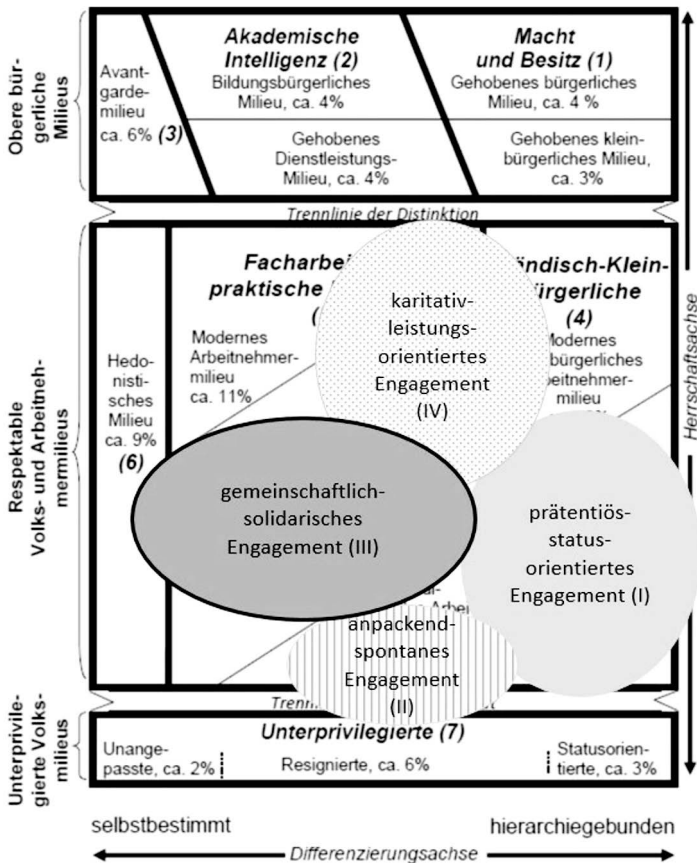 Obere bür-
gerliche
Milieus
Avant-
garde-
milieu
ca. 6% (3)
Akademische
Intelligenz (2)
Bildungsbürgerliches
Milieu, ca. 4%
Gehobenes
Dienstleistungs-
Milieu, ca. 4%
Macht
und Besitz (1)
Gehobenes bürgerliches
Milieu, ca. 4 %
Gehobenes klein-
bürgerliches Milieu,
ca. 3%
Trennlinie der Distinktion
Respektable
Volks- und Arbeitneh-
mermilieus
Hedo-
nisti-
sches
Milieu
ca. 9%
(6)
praktische
Modernes
Arbeitnehmer-
milieu
ca. 11%
(4)
milieu
karitativ-
leistungs-
orientiertes
Engagement
(IV)
gemeinschaftlich-
solidarisches
Engagement (III)
prätentiös-
status-
orientiertes
Engagement (I)
anpackend-
spontanes
Engagement
(II)
Unterprivile-
gierte Volks-
milieus
Unterprivilegierte (7)
Unange-
passte, ca. 2%
Resignierte, ca. 6%
Statusorien-
tierte, ca. 3%
Herrschaftsachse
selbstbestimmt
hierarchiegebunden
Differenzierungsachse